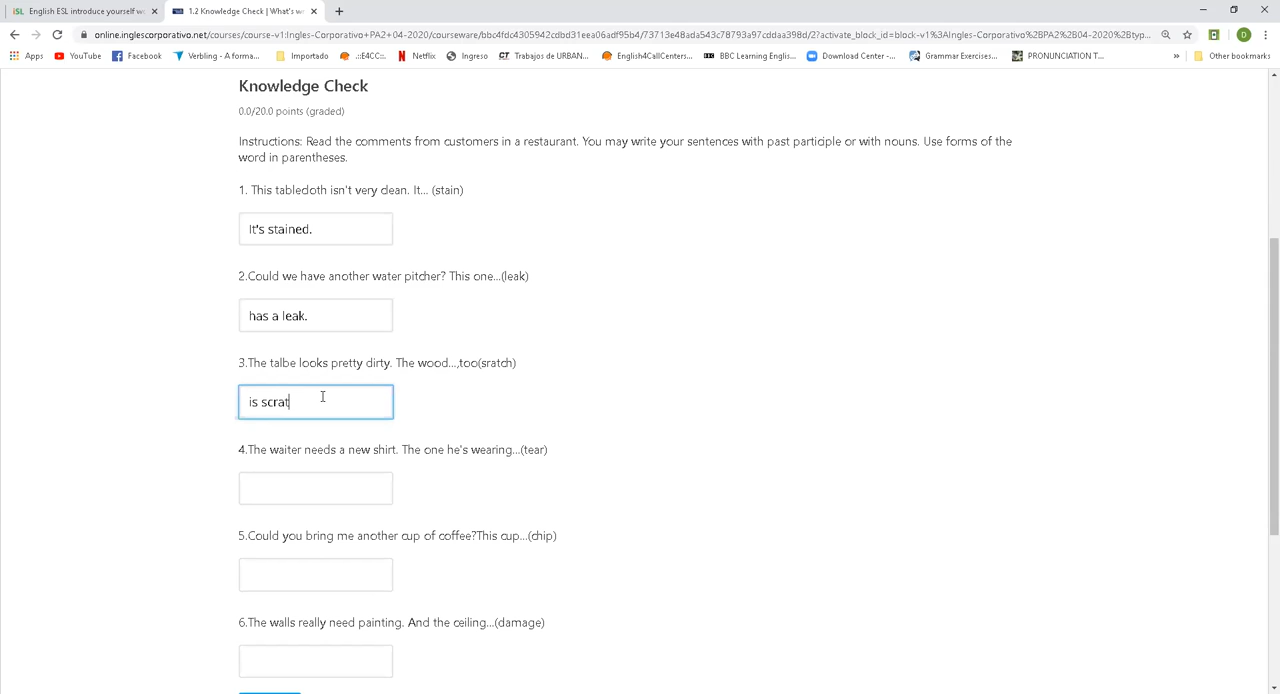 English ESL introduce yourself w
1.2 Knowledge Check | What's w
online.inglescorporativo.net/courses/course-v1:Ingles-Corporativo+PA2+04-2020/courseware/bbc4fdc4305942cdbd31eea06adf95b4/73713e48ada543c78793a97cddaa398d/2?activate_block_id=block-v1%3AIngles-Corporativo%2BPA2%2B04-2020%2Btyp...
Apps YouTube Facebook Verbling - A forma... Importado .::E4CC::. Netflix Ingreso Trabajos de URBAN... English4CallCenters... BBC Learning Englis... Download Center -... Grammar Exercises... PRONUNCIATION T... » Other bookmarks
Knowledge Check
0.0/20.0 points (graded)
Instructions: Read the comments from customers in a restaurant. You may write your sentences with past participle or with nouns. Use forms of the
word in parentheses.
1. This tablecloth isn't very clean. It... (stain)
It's stained.
2.Could we have another water pitcher? This one...(leak)
has a leak.
3.The talbe looks pretty dirty. The wood...,too(sratch)
is scrat
4.The waiter needs a new shirt. The one he's wearing...(tear)
5.Could you bring me another cup of coffee?This cup...(chip)
6.The walls really need painting. And the ceiling...(damage)